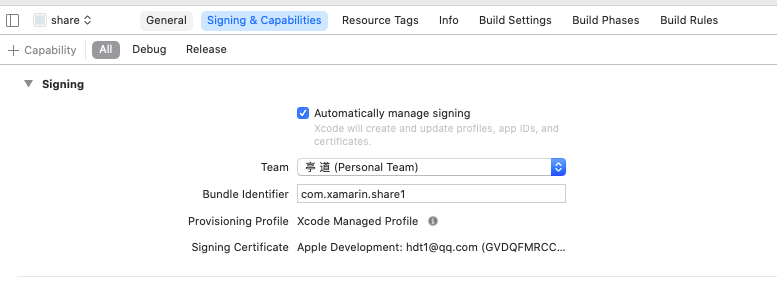 share
General
Signing & Capabilities
Resource Tags
Info
Build Settings
Build Phases
Build Rules
+ Capability
All
Debug
Release
Signing
Automatically manage signing
Xcode will create and update profiles, app IDs, and
certificates.
Team 亭 道 (Personal Team)
Bundle Identifier com.xamarin.share1
Provisioning Profile Xcode Managed Profile
Signing Certificate Apple Development: hdt1@qq.com (GVDQFMRCC...